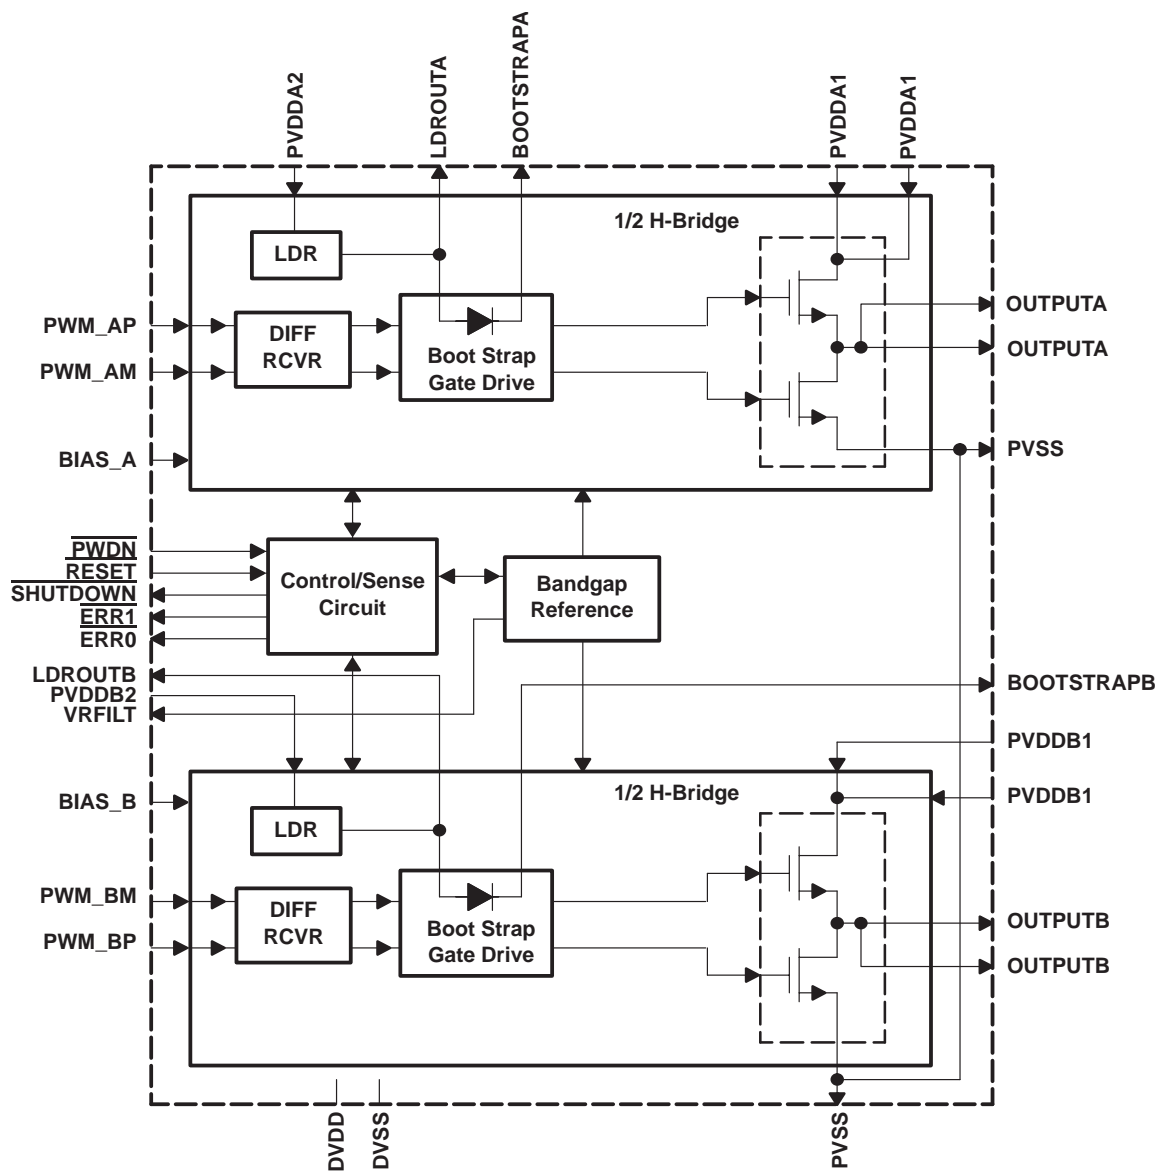 PVDDA2
LDROUTA
BOOTSTRAPA
PVDDA1
PVDDA1
1/2 H-Bridge
LDR
OUTPUTA
PWM_AP
DIFF
RCVR
Boot Strap
Gate Drive
OUTPUTA
PWM_AM
BIAS_A
PVSS
PWDN
RESET
SHUTDOWN
ERR1
ERR0
Control/Sense
Circuit
Bandgap
Reference
LDROUTB
PVDDB2
VRFILT
BOOTSTRAPB
PVDDB1
1/2 H-Bridge
PVDDB1
BIAS_B
LDR
PWM_BM
DIFF
RCVR
Boot Strap
Gate Drive
OUTPUTB
PWM_BP
OUTPUTB
DVDD
DVSS
PVSS